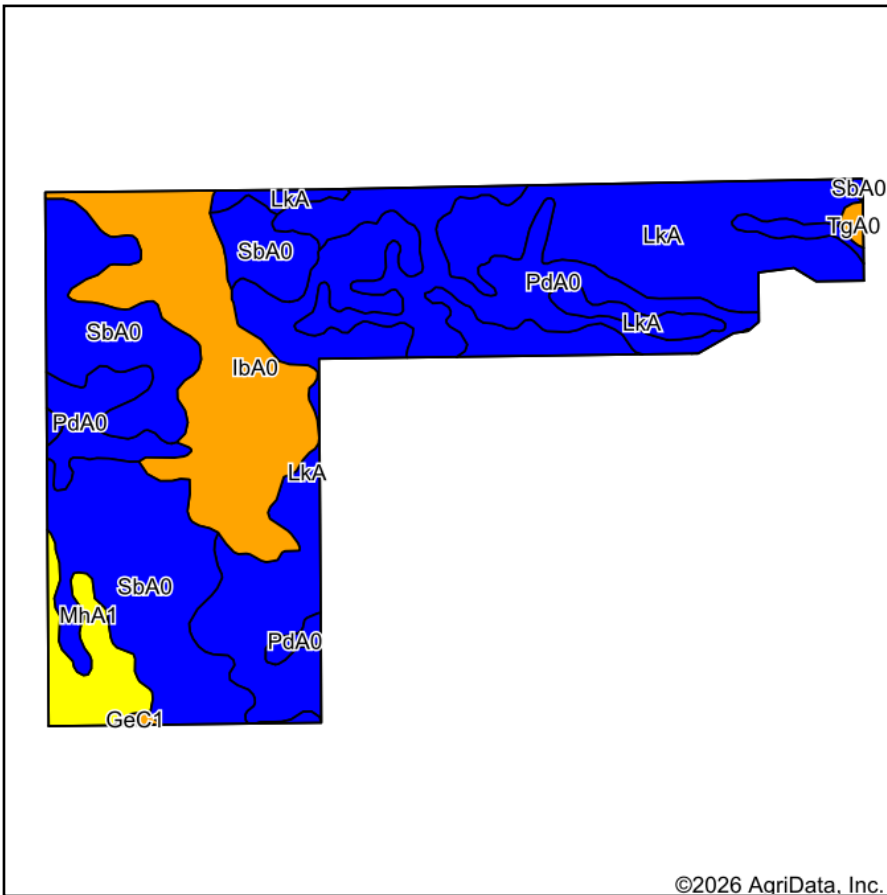 SbA0
LkA
TgA0
LkA
SbA0
PdA0
LkA
SbA0
IbA0
PdA0
LkA
SbA0
MhA1
PdA0
GeC1
©2026 AgriData, Inc.